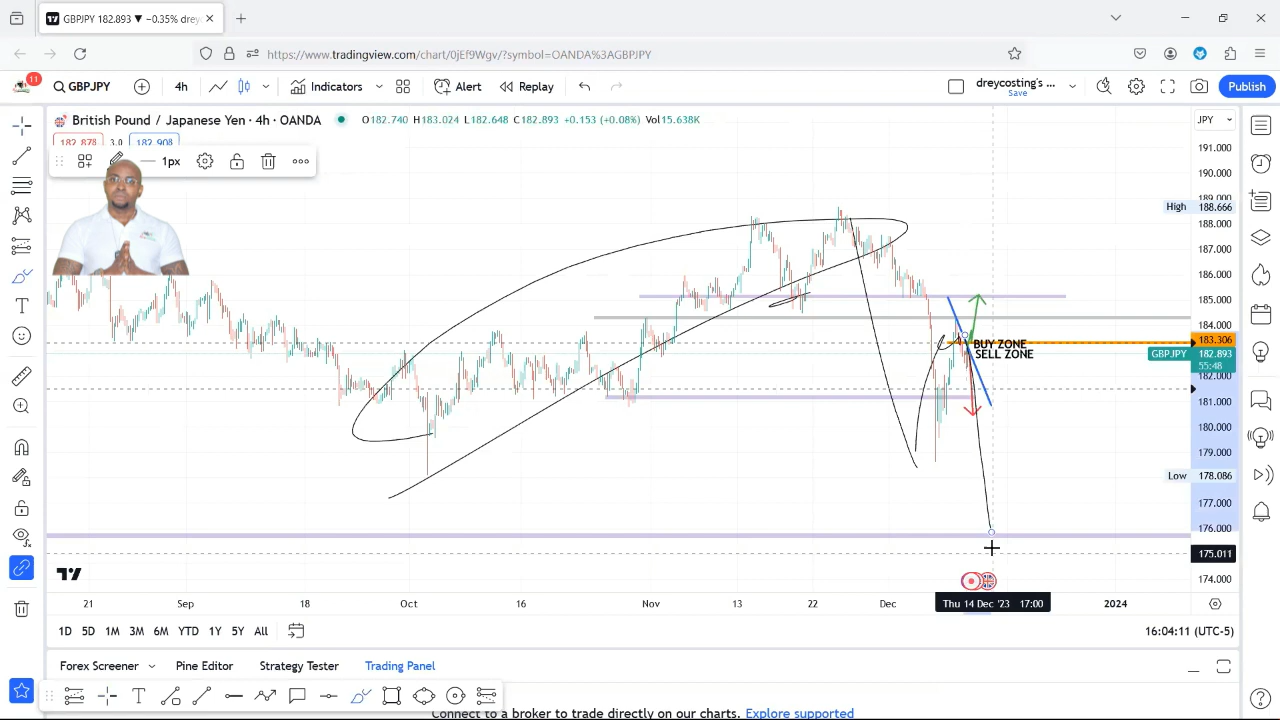 GBPJPY 182.893 ▼ −0.35% drey
https://www.tradingview.com/chart/0jEf9Wgv/?symbol=OANDA%3AGBPJPY
11
GBPJPY
4h
Indicators
Alert
Replay
dreycosting's ...
Save
Publish
British Pound / Japanese Yen · 4h · OANDA
O182.740 H183.024 L182.648 C182.893 +0.153 (+0.08%) Vol15.638K
JPY
182.878 3.0 182.908
1px
191.000
190.000
189.000
High 188.666
188.000
187.000
186.000
185.000
184.000
BUY ZONE
183.306
SELL ZONE
GBPJPY 182.893
55:48
182.000
181.000
180.000
179.000
Low 178.086
177.000
176.000
175.011
174.000
21 Sep 18 Oct 16 Nov 13 22 Dec Thu 14 Dec '23 17:00 2024
1D 5D 1M 3M 6M YTD 1Y 5Y All
16:04:11 (UTC-5)
Forex Screener Pine Editor Strategy Tester Trading Panel
Connect to a broker to trade directly on our charts. Explore supported